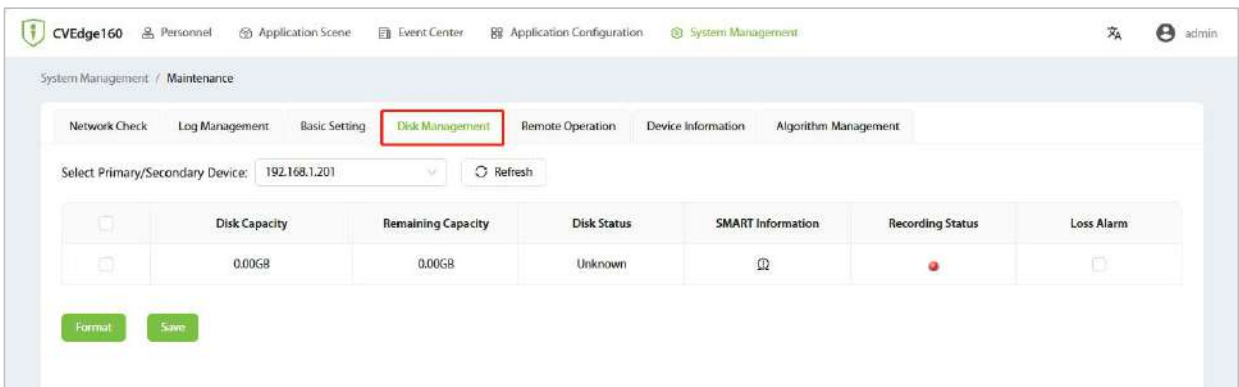 CVEdge160 Personnel Application Scene Event Center Application Configuration System Management admin
System Management / Maintenance
Network Check Log Management Basic Setting Disk Management Remote Operation Device Information Algorithm Management
Select Primary/Secondary Device: 192.168.1.201 Refresh
Disk Capacity Remaining Capacity Disk Status SMART Information Recording Status Loss Alarm
0.00GB 0.00GB Unknown
Format Save